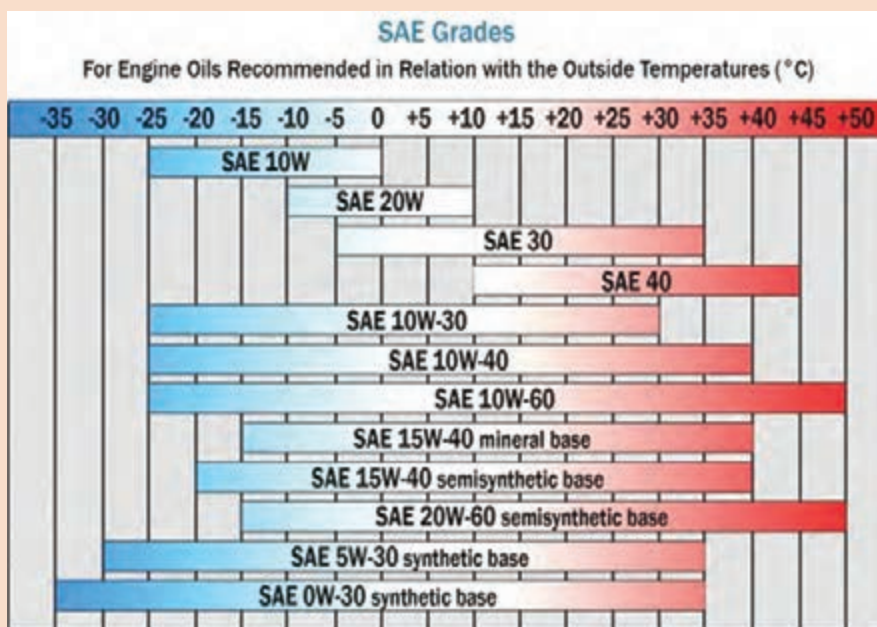 SAE Grades
For Engine Oils Recommended in Relation with the Outside Temperatures (°C)
-35 -30 -25 -20 -15 -10 -5 0 +5 +10 +15 +20 +25 +30 +35 +40 +45 +50
SAE 10W
SAE 20W
SAE 30
SAE 40
SAE 10W-30
SAE 10W-40
SAE 10W-60
SAE 15W-40 mineral base
SAE 15W-40 semisynthetic base
SAE 20W-60 semisynthetic base
SAE 5W-30 synthetic base
SAE 0W-30 synthetic base